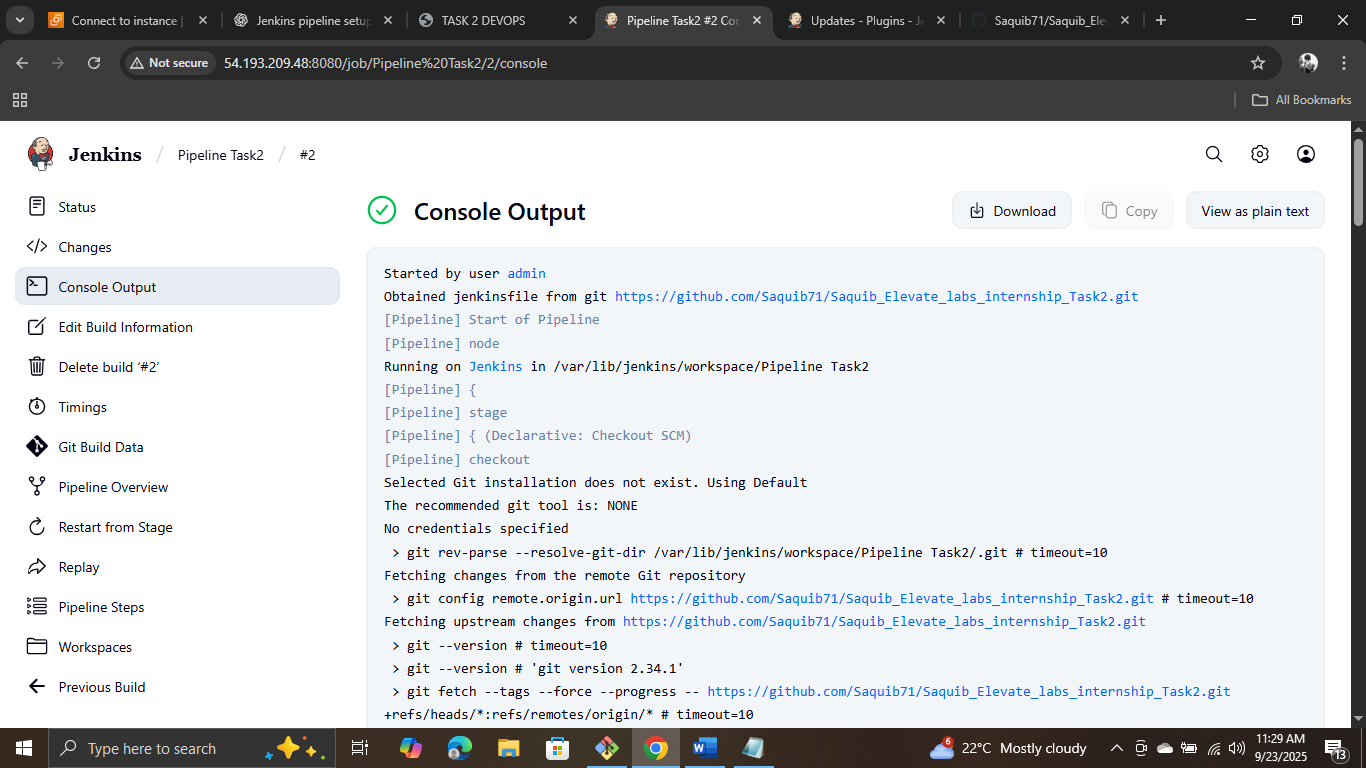 Connect to instance |
Jenkins pipeline setup
TASK 2 DEVOPS
Pipeline Task2 #2 Con
Updates - Plugins - Je
Saquib71/Saquib_Ele
Not secure
54.193.209.48:8080/job/Pipeline%20Task2/2/console
All Bookmarks
Jenkins / Pipeline Task2 / #2
Status
Changes
Console Output
Edit Build Information
Delete build ‘#2’
Timings
Git Build Data
Pipeline Overview
Restart from Stage
Replay
Pipeline Steps
Workspaces
Previous Build
Console Output
Download
Copy
View as plain text
Started by user admin
Obtained jenkinsfile from git https://github.com/Saquib71/Saquib_Elevate_labs_internship_Task2.git
[Pipeline] Start of Pipeline
[Pipeline] node
Running on Jenkins in /var/lib/jenkins/workspace/Pipeline Task2
[Pipeline] {
[Pipeline] stage
[Pipeline] { (Declarative: Checkout SCM)
[Pipeline] checkout
Selected Git installation does not exist. Using Default
The recommended git tool is: NONE
No credentials specified
> git rev-parse --resolve-git-dir /var/lib/jenkins/workspace/Pipeline Task2/.git # timeout=10
Fetching changes from the remote Git repository
> git config remote.origin.url https://github.com/Saquib71/Saquib_Elevate_labs_internship_Task2.git # timeout=10
Fetching upstream changes from https://github.com/Saquib71/Saquib_Elevate_labs_internship_Task2.git
> git --version # timeout=10
> git --version # 'git version 2.34.1'
> git fetch --tags --force --progress -- https://github.com/Saquib71/Saquib_Elevate_labs_internship_Task2.git
+refs/heads/*:refs/remotes/origin/* # timeout=10
Type here to search
6
22°C Mostly cloudy
11:29 AM
9/23/2025
13